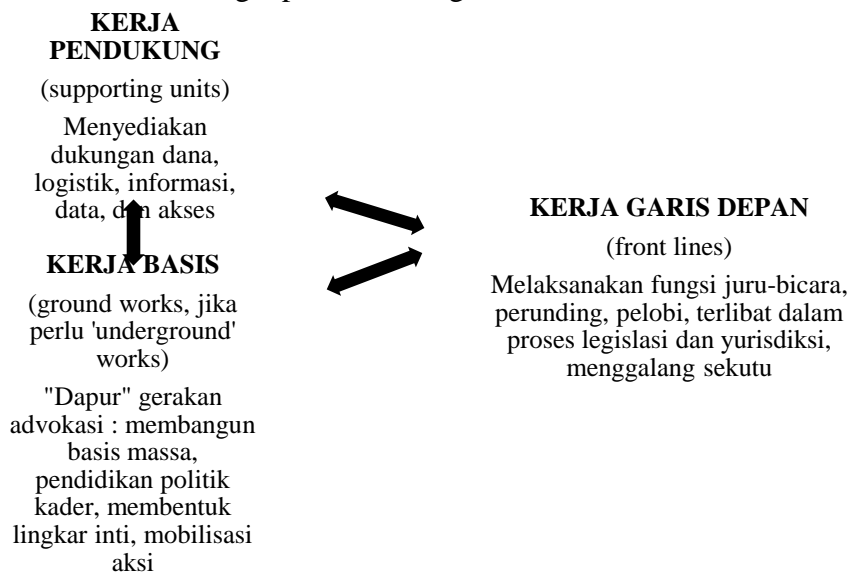 KERJA
PENDUKUNG
(supporting units)
Menyediakan
dukungan dana,
logistik, informasi,
data, dan akses
KERJA BASIS
(ground works, jika
perlu 'underground'
works)
"Dapur" gerakan
advokasi : membangun
basis massa,
pendidikan politik
kader, membentuk
lingkar inti, mobilisasi
aksi
KERJA GARIS DEPAN
(front lines)
Melaksanakan fungsi juru-bicara,
perunding, pelobi, terlibat dalam
proses legislasi dan yurisdiksi,
menggalang sekutu